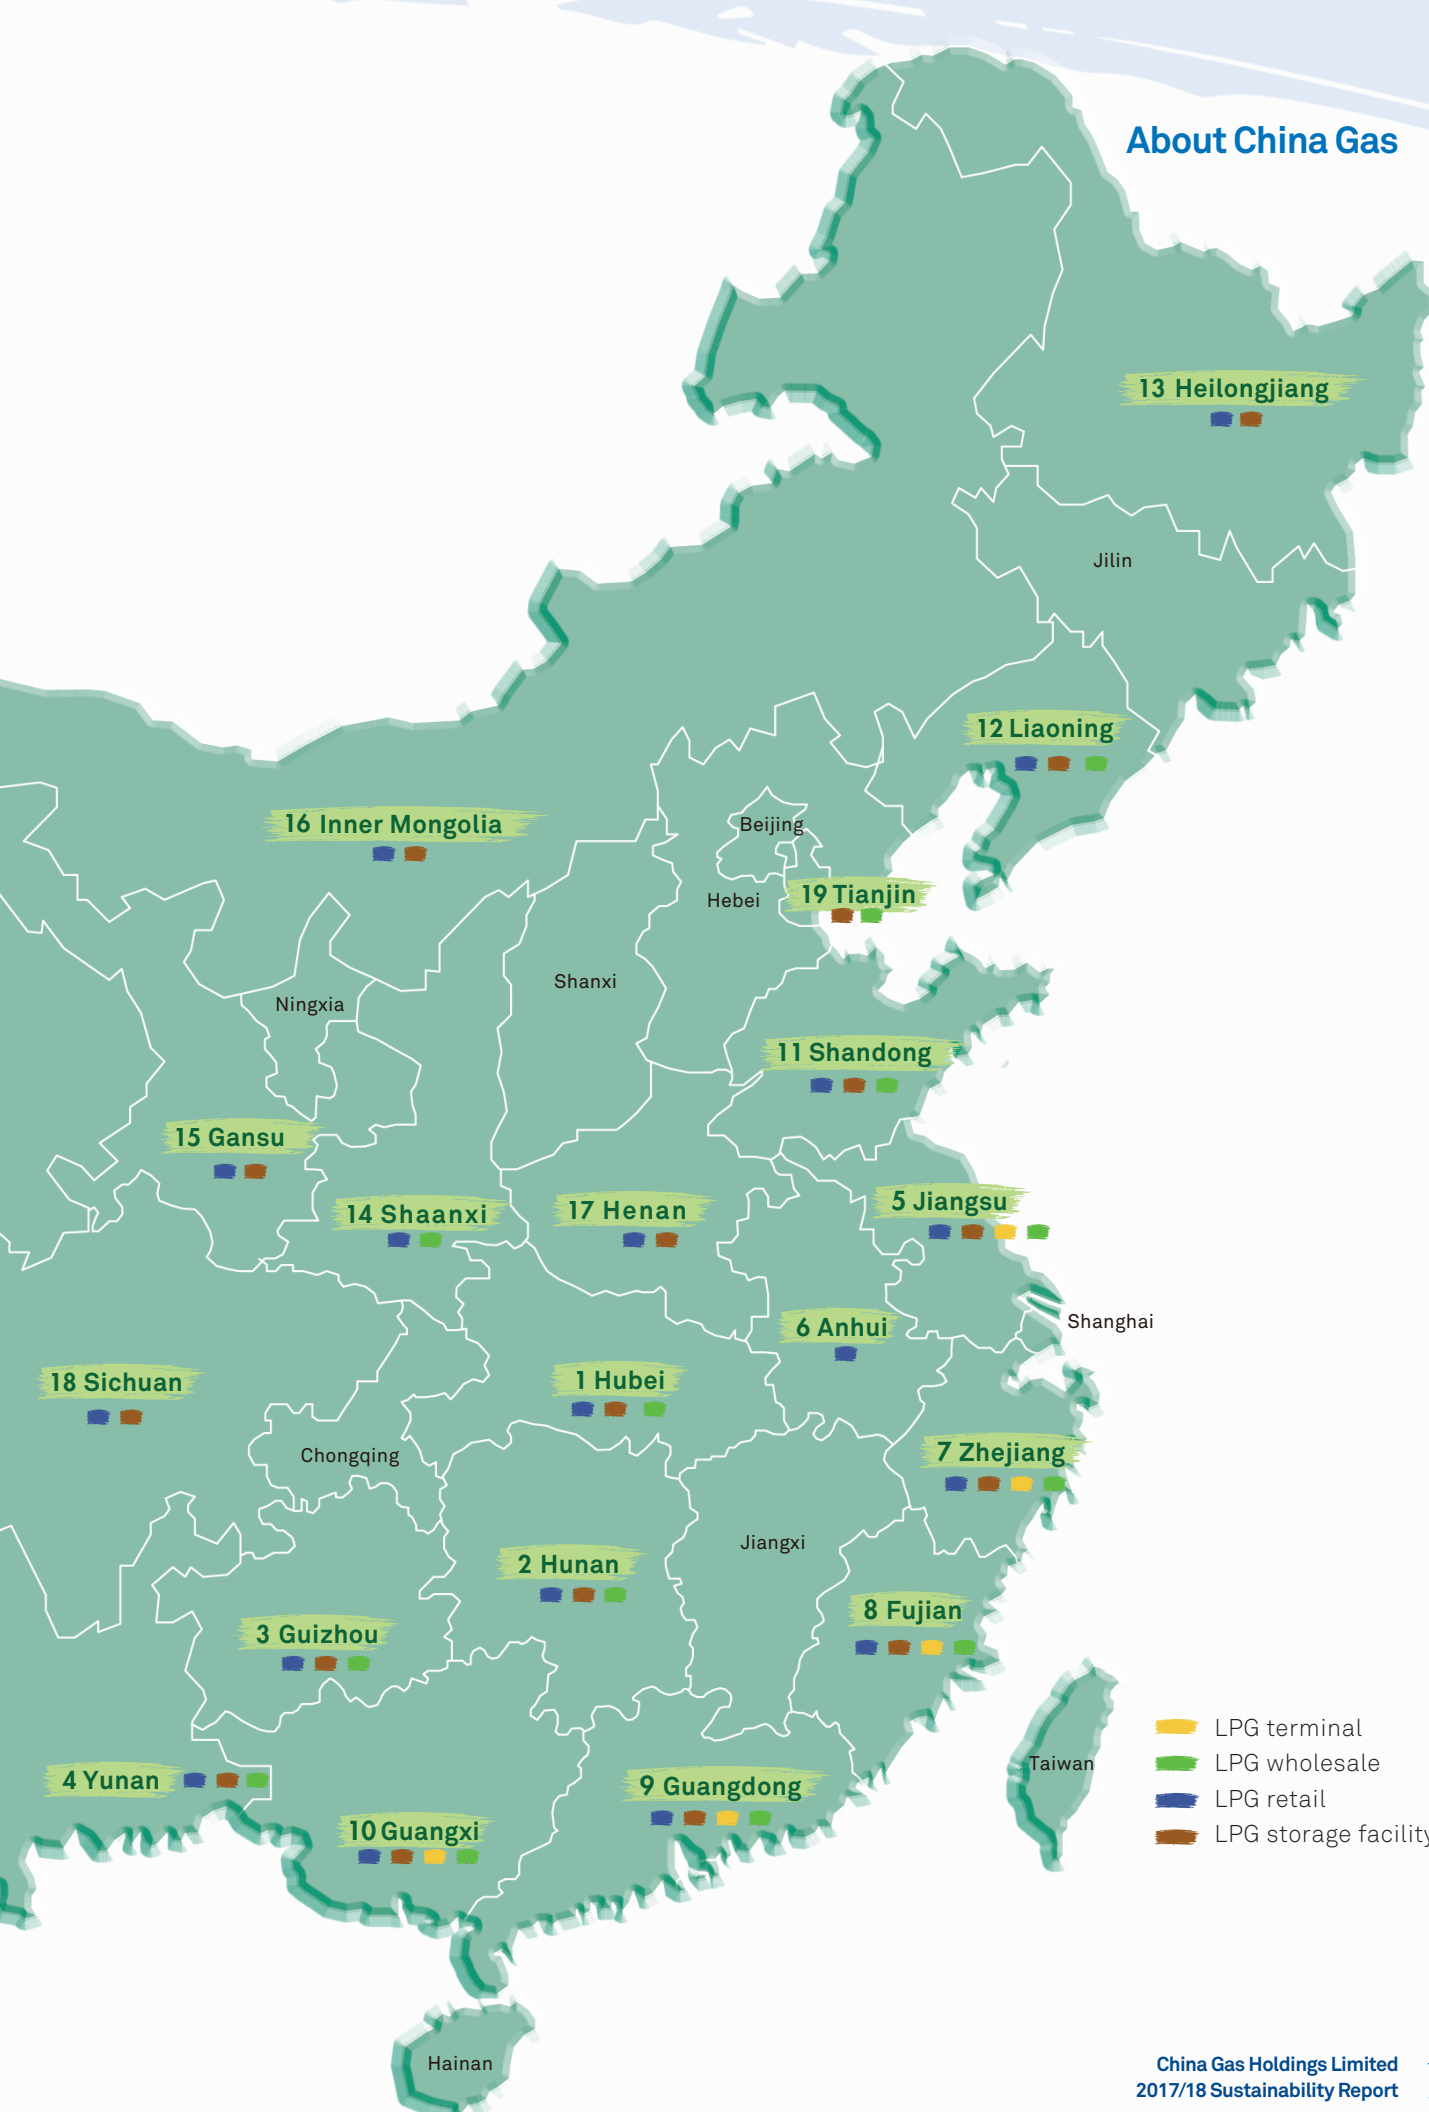 About China Gas
13 Heilongjiang
Jilin
12 Liaoning
16 Inner Mongolia
Beijing
19 Tianjin
Hebei
Shanxi
Ningxia
11 Shandong
15 Gansu
14 Shaanxi
17 Henan
5 Jiangsu
Shanghai
6 Anhui
18 Sichuan
1 Hubei
Chongqing
7 Zhejiang
Jiangxi
2 Hunan
8 Fujian
3 Guizhou
LPG terminal
LPG wholesale
LPG retail
LPG storage facility
Taiwan
4 Yunan
9 Guangdong
10 Guangxi
Hainan
China Gas Holdings Limited
2017/18 Sustainability Report